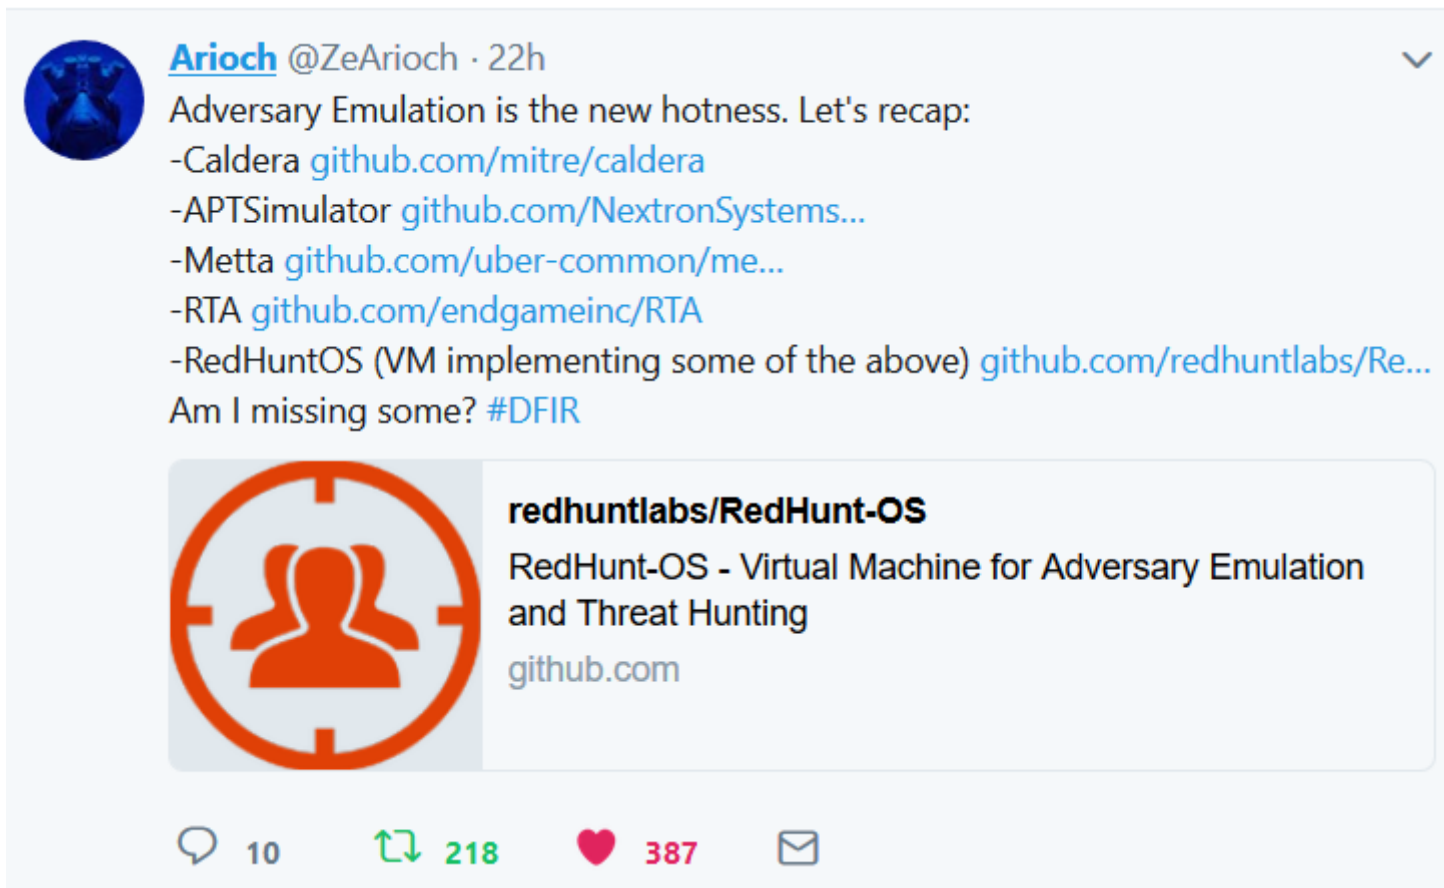 Arioch @ZeArioch · 22h
Adversary Emulation is the new hotness. Let's recap:
-Caldera github.com/mitre/caldera
-APTSimulator github.com/NextronSystems...
-Metta github.com/uber-common/me...
-RTA github.com/endgameinc/RTA
-RedHuntOS (VM implementing some of the above) github.com/redhuntlabs/Re...
Am I missing some? #DFIR
redhuntlabs/RedHunt-OS
RedHunt-OS - Virtual Machine for Adversary Emulation
and Threat Hunting
github.com
10 218 387